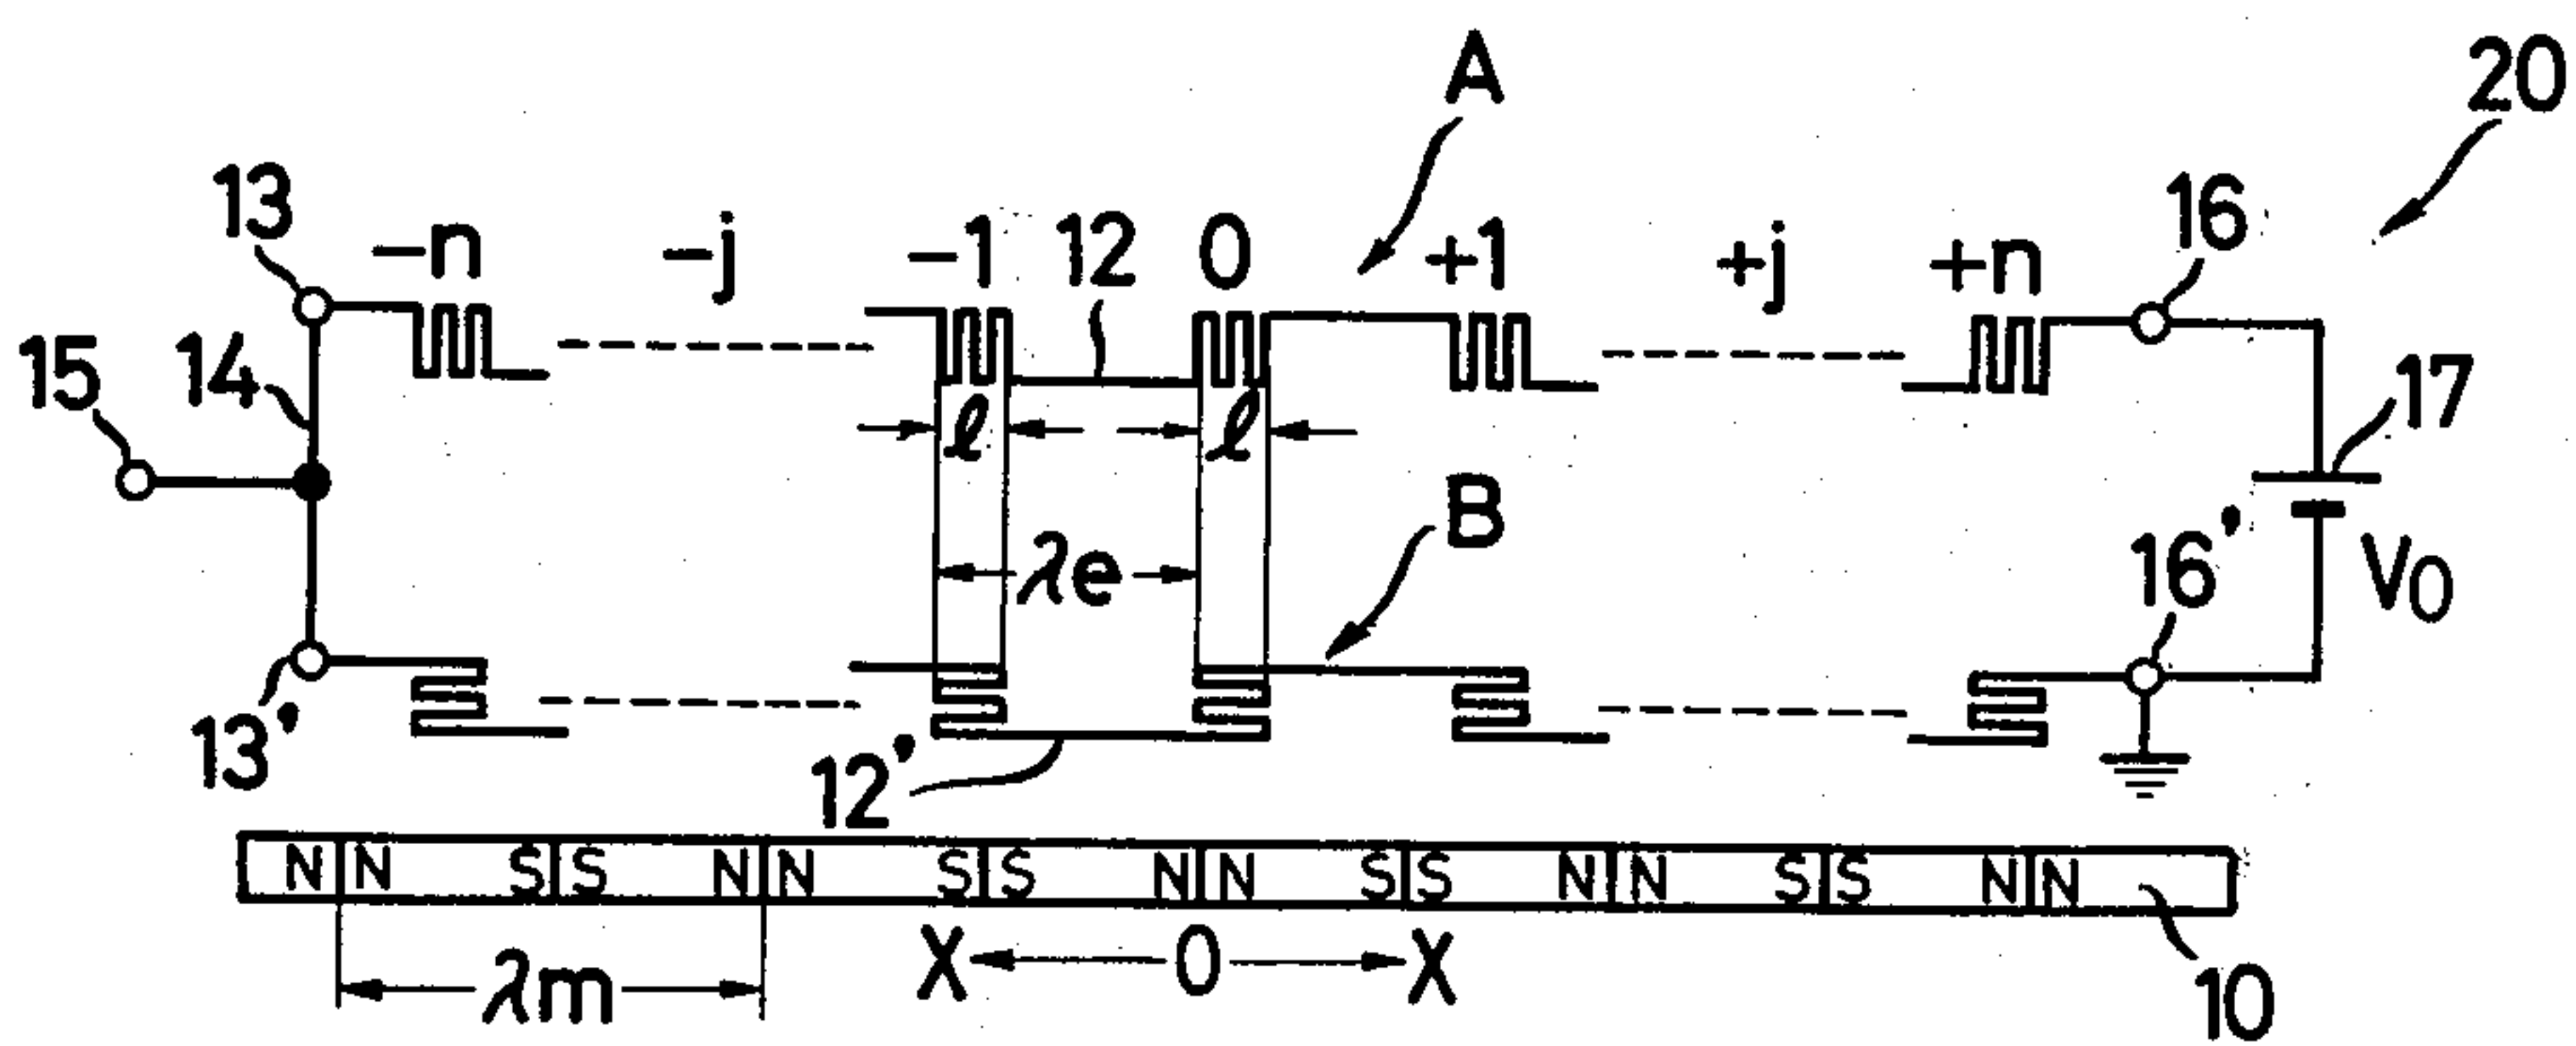 A
20
13
-n
-j
-1
12
0
+1
+j
+n
16
15
14
ℓ
ℓ
17
B
λe
16'
V0
13'
12'
N N S S N N S S N N S S N N S S N N
λm
X 0 X
10